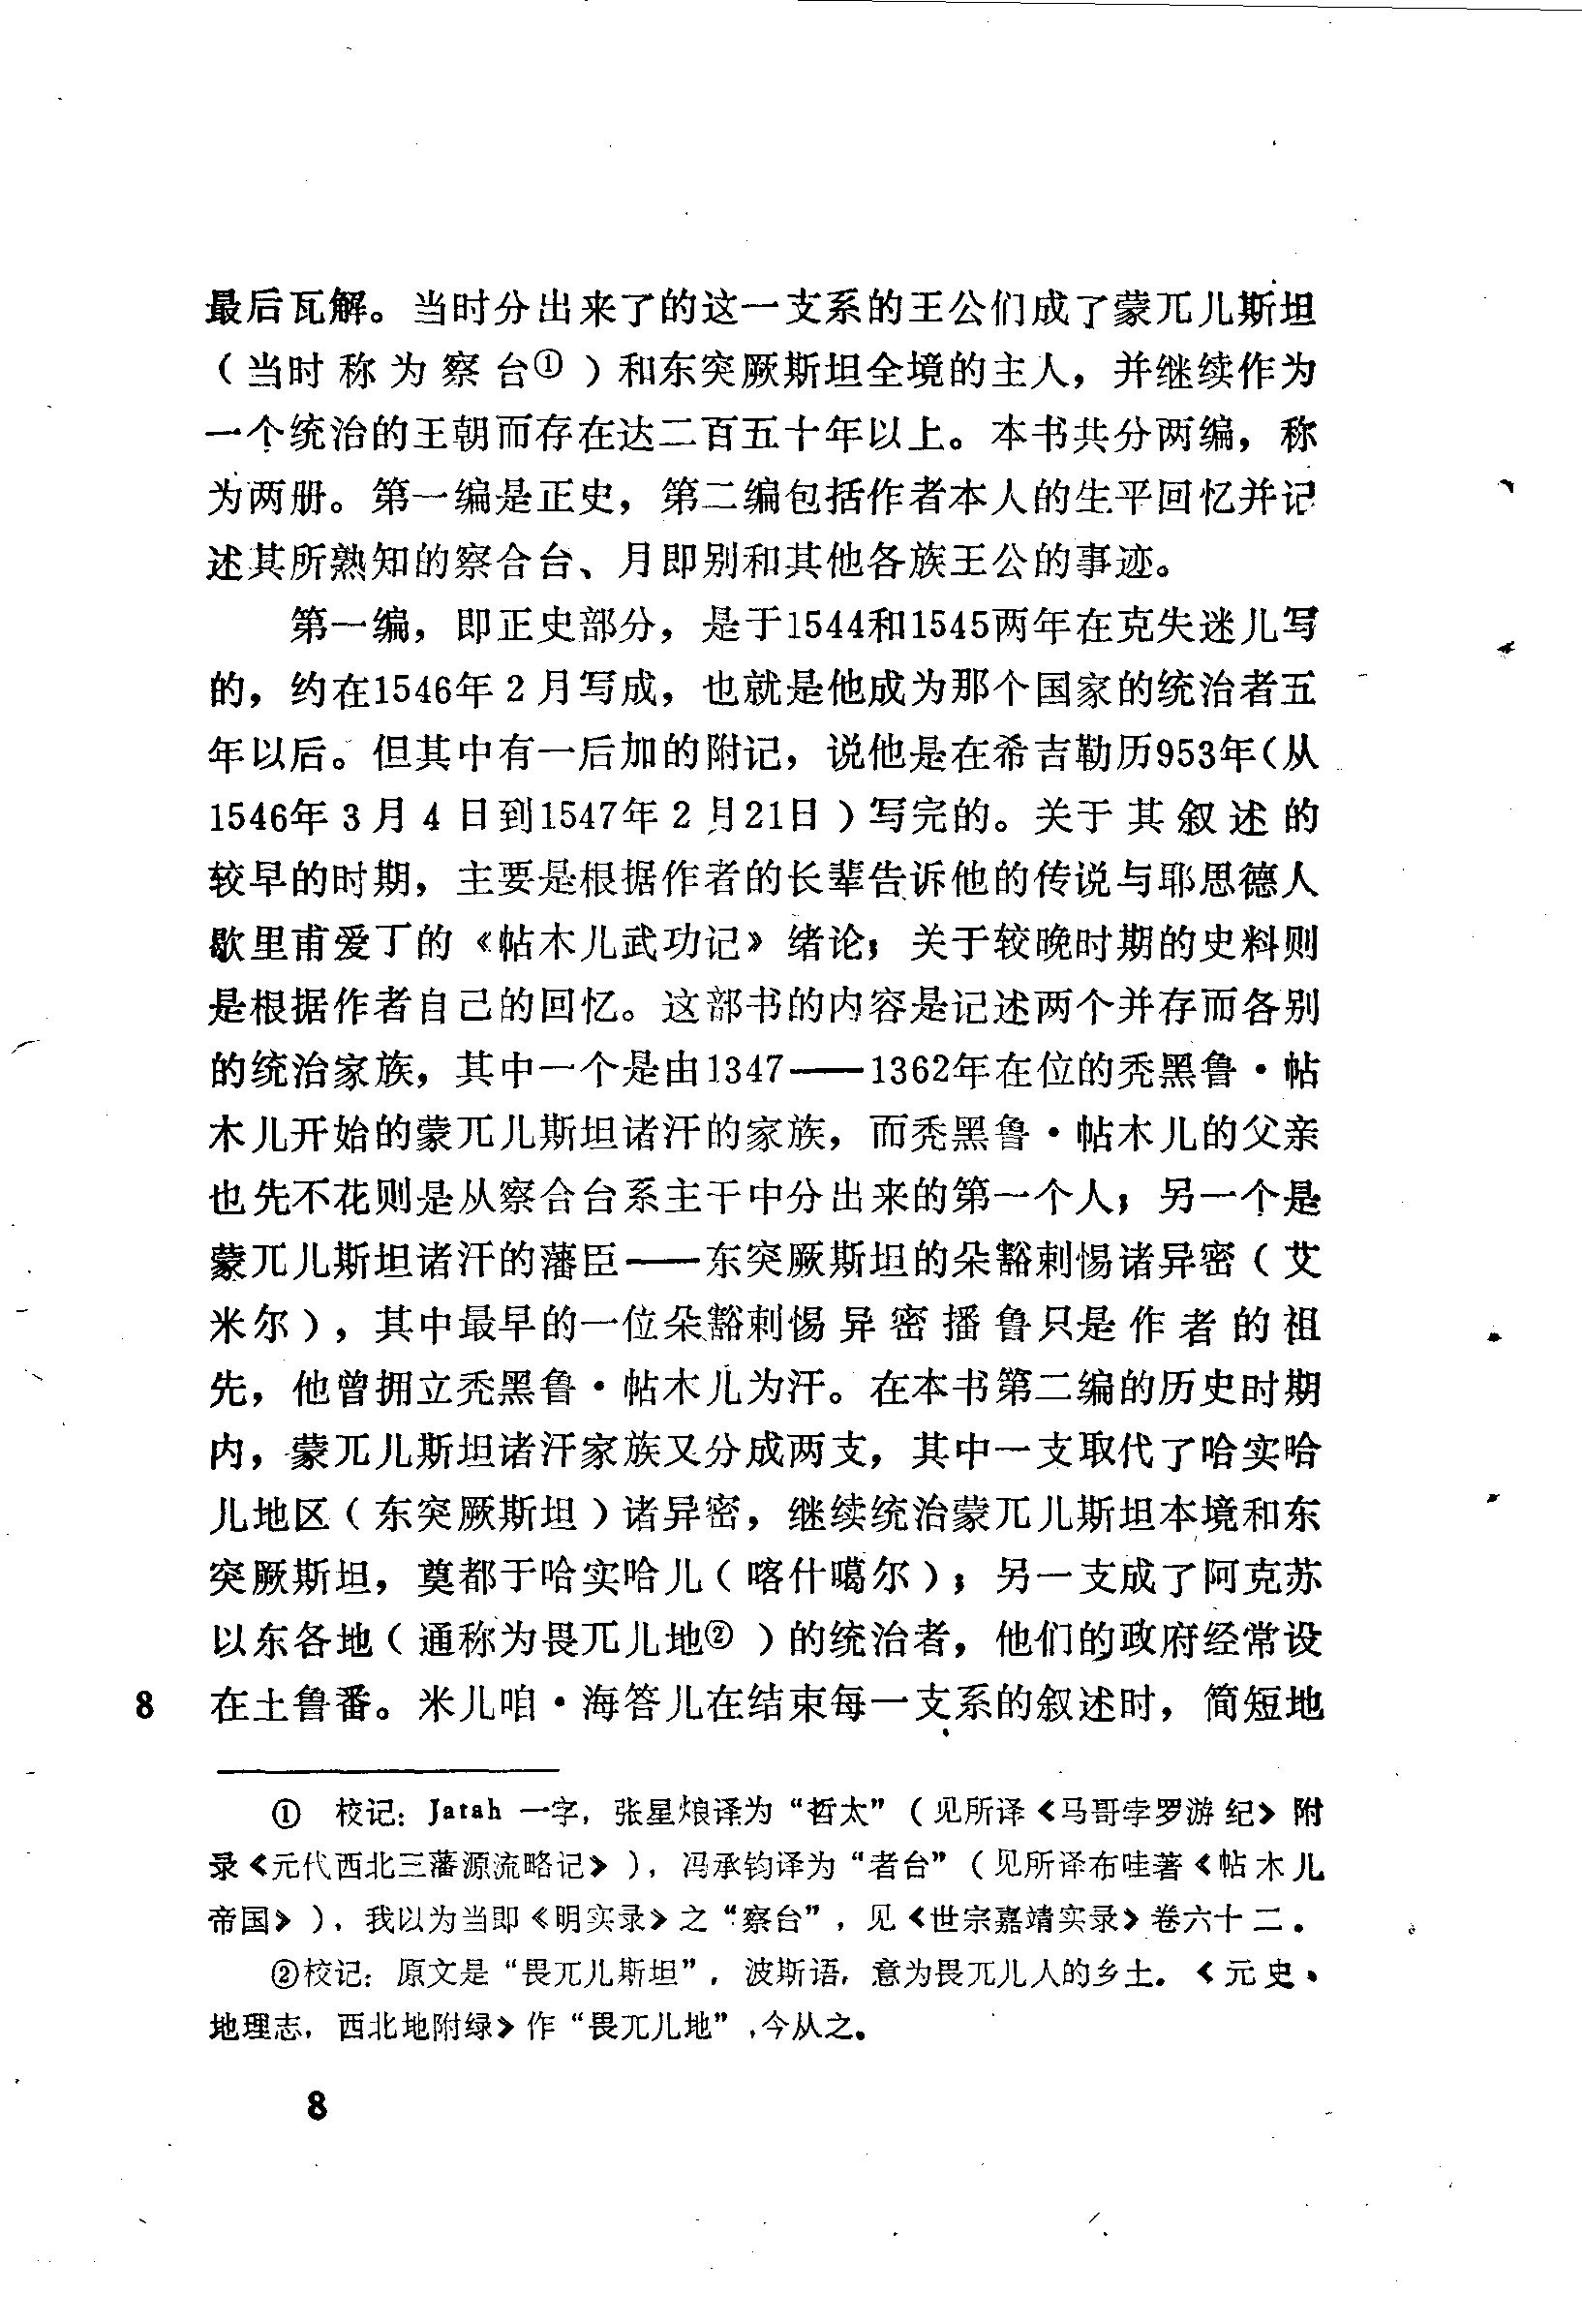 最后瓦解。当时分出来了的这一支系的王公们成了蒙兀儿斯坦
（当时称为察台①）和东突厥斯坦全境的主人，并继续作为
一个统治的王朝而存在达二百五十年以上。本书共分两编，称
为两册。第一编是正史，第二编包括作者本人的生平回忆并记
述其所熟知的察合台、月即别和其他各族王公的事迹。
第一编，即正史部分，是于1544和1545两年在克失迷儿写
的，约在1546年2月写成，也就是他成为那个国家的统治者五
年以后。但其中有一后加的附记，说他是在希吉勒历953年（从
1546年3月4日到1547年2月21日）写完的。关于其叙述的
较早的时期，主要是根据作者的长辈告诉他的传说与耶思德人
歇里甫爱丁的《帖木儿武功记》绪论；关于较晚时期的史料则
是根据作者自己的回忆。这部书的内容是记述两个并存而各别
的统治家族，其中一个是由1347——1362年在位的秃黑鲁·帖
木儿开始的蒙兀儿斯坦诸汗的家族，而秃黑鲁·帖木儿的父亲
也先不花则是从察合台系主干中分出来的第一个人；另一个是
蒙兀儿斯坦诸汗的藩臣——东突厥斯坦的朵豁剌惕诸异密（艾
米尔），其中最早的一位朵豁剌惕异密播鲁只是作者的祖
先，他曾拥立秃黑鲁·帖木儿为汗。在本书第二编的历史时期
内，蒙兀儿斯坦诸汗家族又分成两支，其中一支取代了哈实哈
儿地区（东突厥斯坦）诸异密，继续统治蒙兀儿斯坦本境和东
突厥斯坦，奠都于哈实哈儿（喀什噶尔）；另一支成了阿克苏
以东各地（通称为畏兀儿地②）的统治者，他们的政府经常设
8 在土鲁番。米儿咱·海答儿在结束每一支系的叙述时，简短地
① 校记：Jatah 一字，张星烺译为“哲太”（见所译《马哥孛罗游纪》附
录《元代西北三藩源流略记》），冯承钧译为“者台”（见所译布哇著《帖木儿
帝国》），我以为当即《明实录》之“察台”，见《世宗嘉靖实录》卷六十二。
②校记：原文是“畏兀儿斯坦”，波斯语，意为畏兀儿人的乡土。《元史、
地理志，西北地附绿》作“畏兀儿地”，今从之。
8